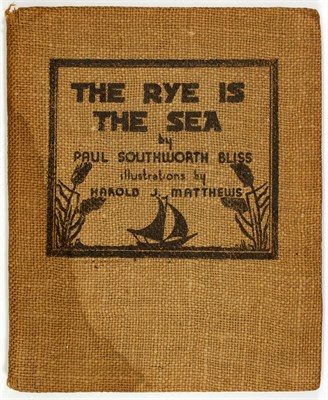 THE RYE IS
THE SEA
by
PAUL SOUTHWORTH BLISS
illustrations by
HAROLD J. MATTHEWS